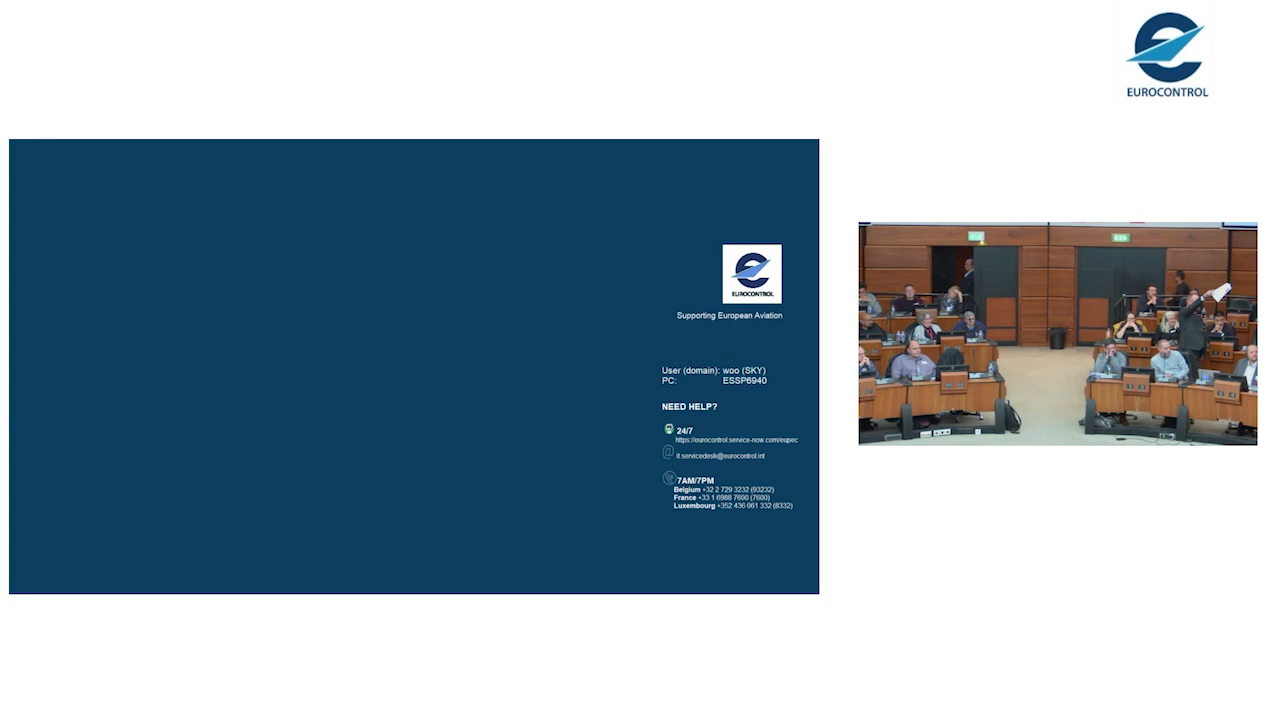 EUROCONTROL
EUROCONTROL
Supporting European Aviation
User (domain): woo (SKY)
PC: ESSP6940
NEED HELP?
24/7
https://eurocontrol.service-now.com/eupec
it.servicedesk@eurocontrol.int
7AM/7PM
Belgium +32 2 729 3232 (93232)
France +33 1 6988 7600 (7600)
Luxembourg +352 436 061 332 (8332)